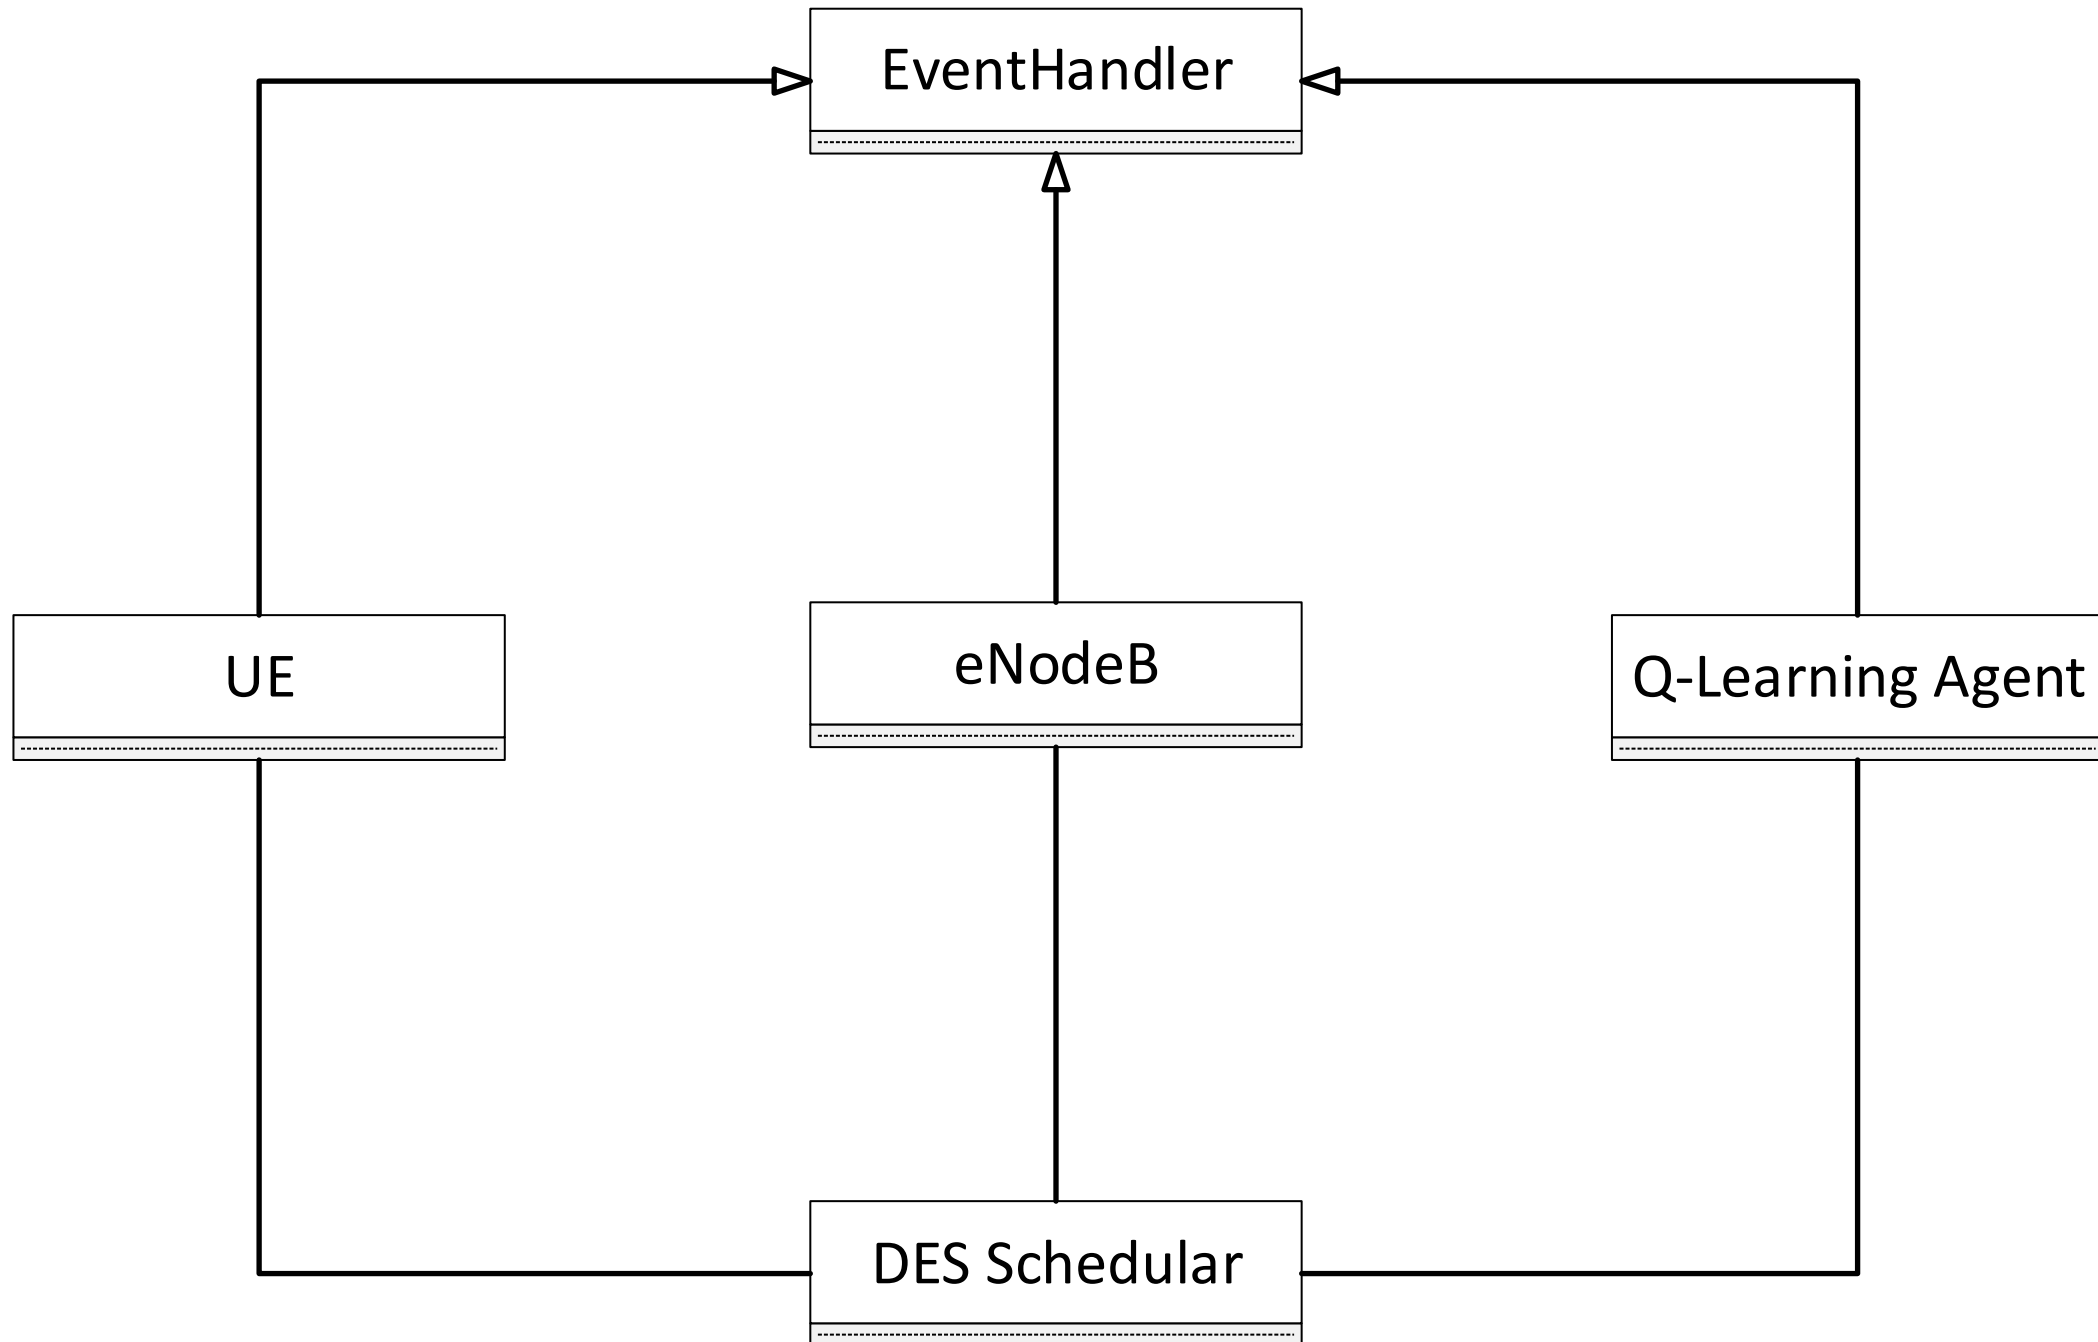 EventHandler
UE
eNodeB
Q-Learning Agent
DES Schedular